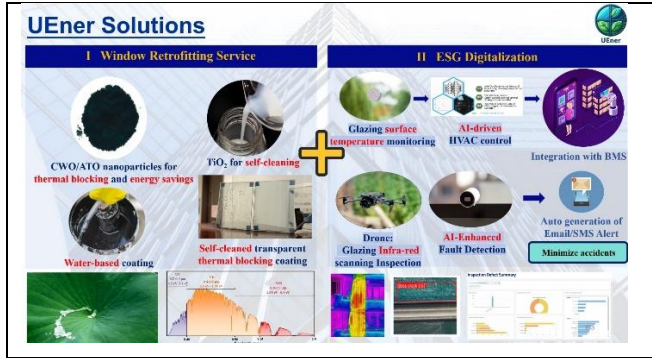 UEner Solutions
UEner
I Window Retrofitting Service
CWO/ATO nanoparticles for
thermal blocking and energy savings
TiO₂ for self-cleaning
Water-based coating
Self-cleaned transparent
thermal blocking coating
II ESG Digitalization
Glazing surface
temperature monitoring
AI-driven
HVAC control
Integration with BMS
Drone:
Glazing Infra-red
scanning Inspection
AI-Enhanced
Fault Detection
Auto generation of
Email/SMS Alert
Minimize accidents
Inspection Defect Summary